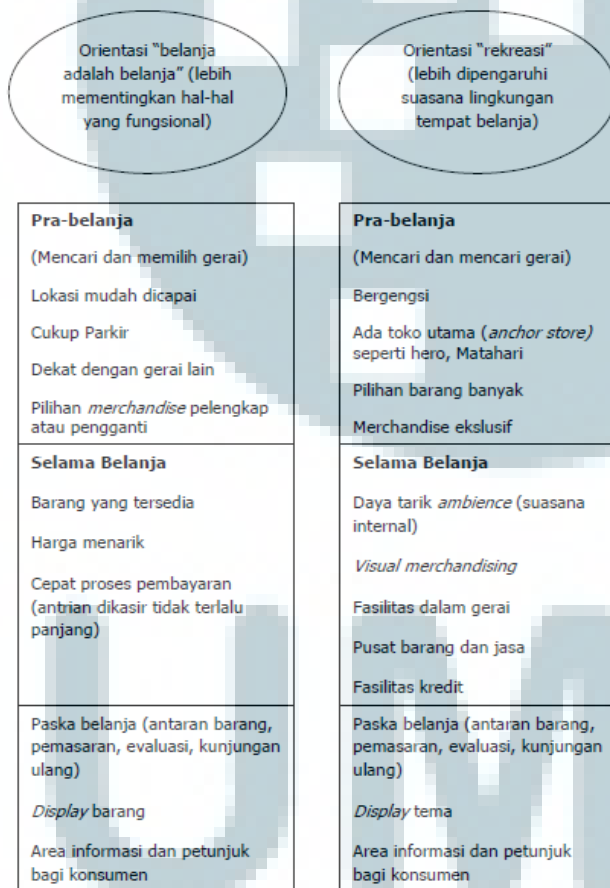 Orientasi "belanja
adalah belanja" (lebih
mementingkan hal-hal
yang fungsional)
Orientasi "rekreasi"
(lebih dipengaruhi
suasana lingkungan
tempat belanja)
Pra-belanja
(Mencari dan memilih gerai)
Lokasi mudah dicapai
Cukup Parkir
Dekat dengan gerai lain
Pilihan merchandise pelengkap
atau pengganti
Selama Belanja
Barang yang tersedia
Harga menarik
Cepat proses pembayaran
(antrian dikasir tidak terlalu
panjang)
Paska belanja (antaran barang,
pemasaran, evaluasi, kunjungan
ulang)
Display barang
Area informasi dan petunjuk
bagi konsumen
Pra-belanja
(Mencari dan mencari gerai)
Bergengsi
Ada toko utama (anchor store)
seperti hero, Matahari
Pilihan barang banyak
Merchandise ekslusif
Selama Belanja
Daya tarik ambience (suasana
internal)
Visual merchandising
Fasilitas dalam gerai
Pusat barang dan jasa
Fasilitas kredit
Paska belanja (antaran barang,
pemasaran, evaluasi, kunjungan
ulang)
Display tema
Area informasi dan petunjuk
bagi konsumen
U M